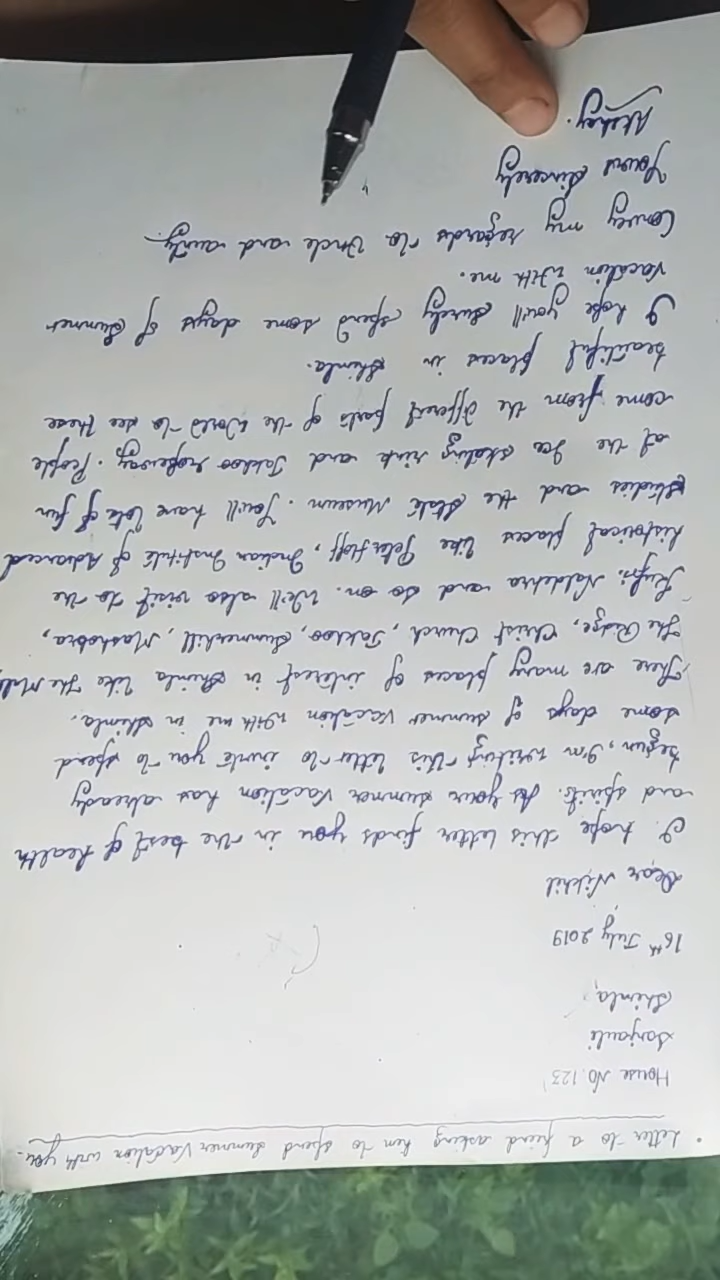 • Letter to a friend asking him to spend summer vacation with you.
House No. 123
Sanjauli
Shimla,
16th July 2019
Dear Nikhil
I hope this letter finds you in the best of health
and spirits. As your summer vacation has already
begun, I'm writing this letter to invite you to spend
some days of summer vacation with me in Shimla.
There are many places of interest in Shimla like The Mall,
The Ridge, Christ Church, Jakhoo, Summerhill, Mashobra,
Kufri, Naldehra and so on. We'll also visit to the
historical places like Peterhoff, Indian Institute of Advanced
Studies and the State Museum. You'll have lots of fun
at the Ice skating rink and Jakhoo ropeway. People
come from the different parts of the world to see these
beautiful places in Shimla.
I hope you'll surely spend some days of summer
vacation with me.
Convey my regards to uncle and aunty.
Yours sincerely
Akshay.